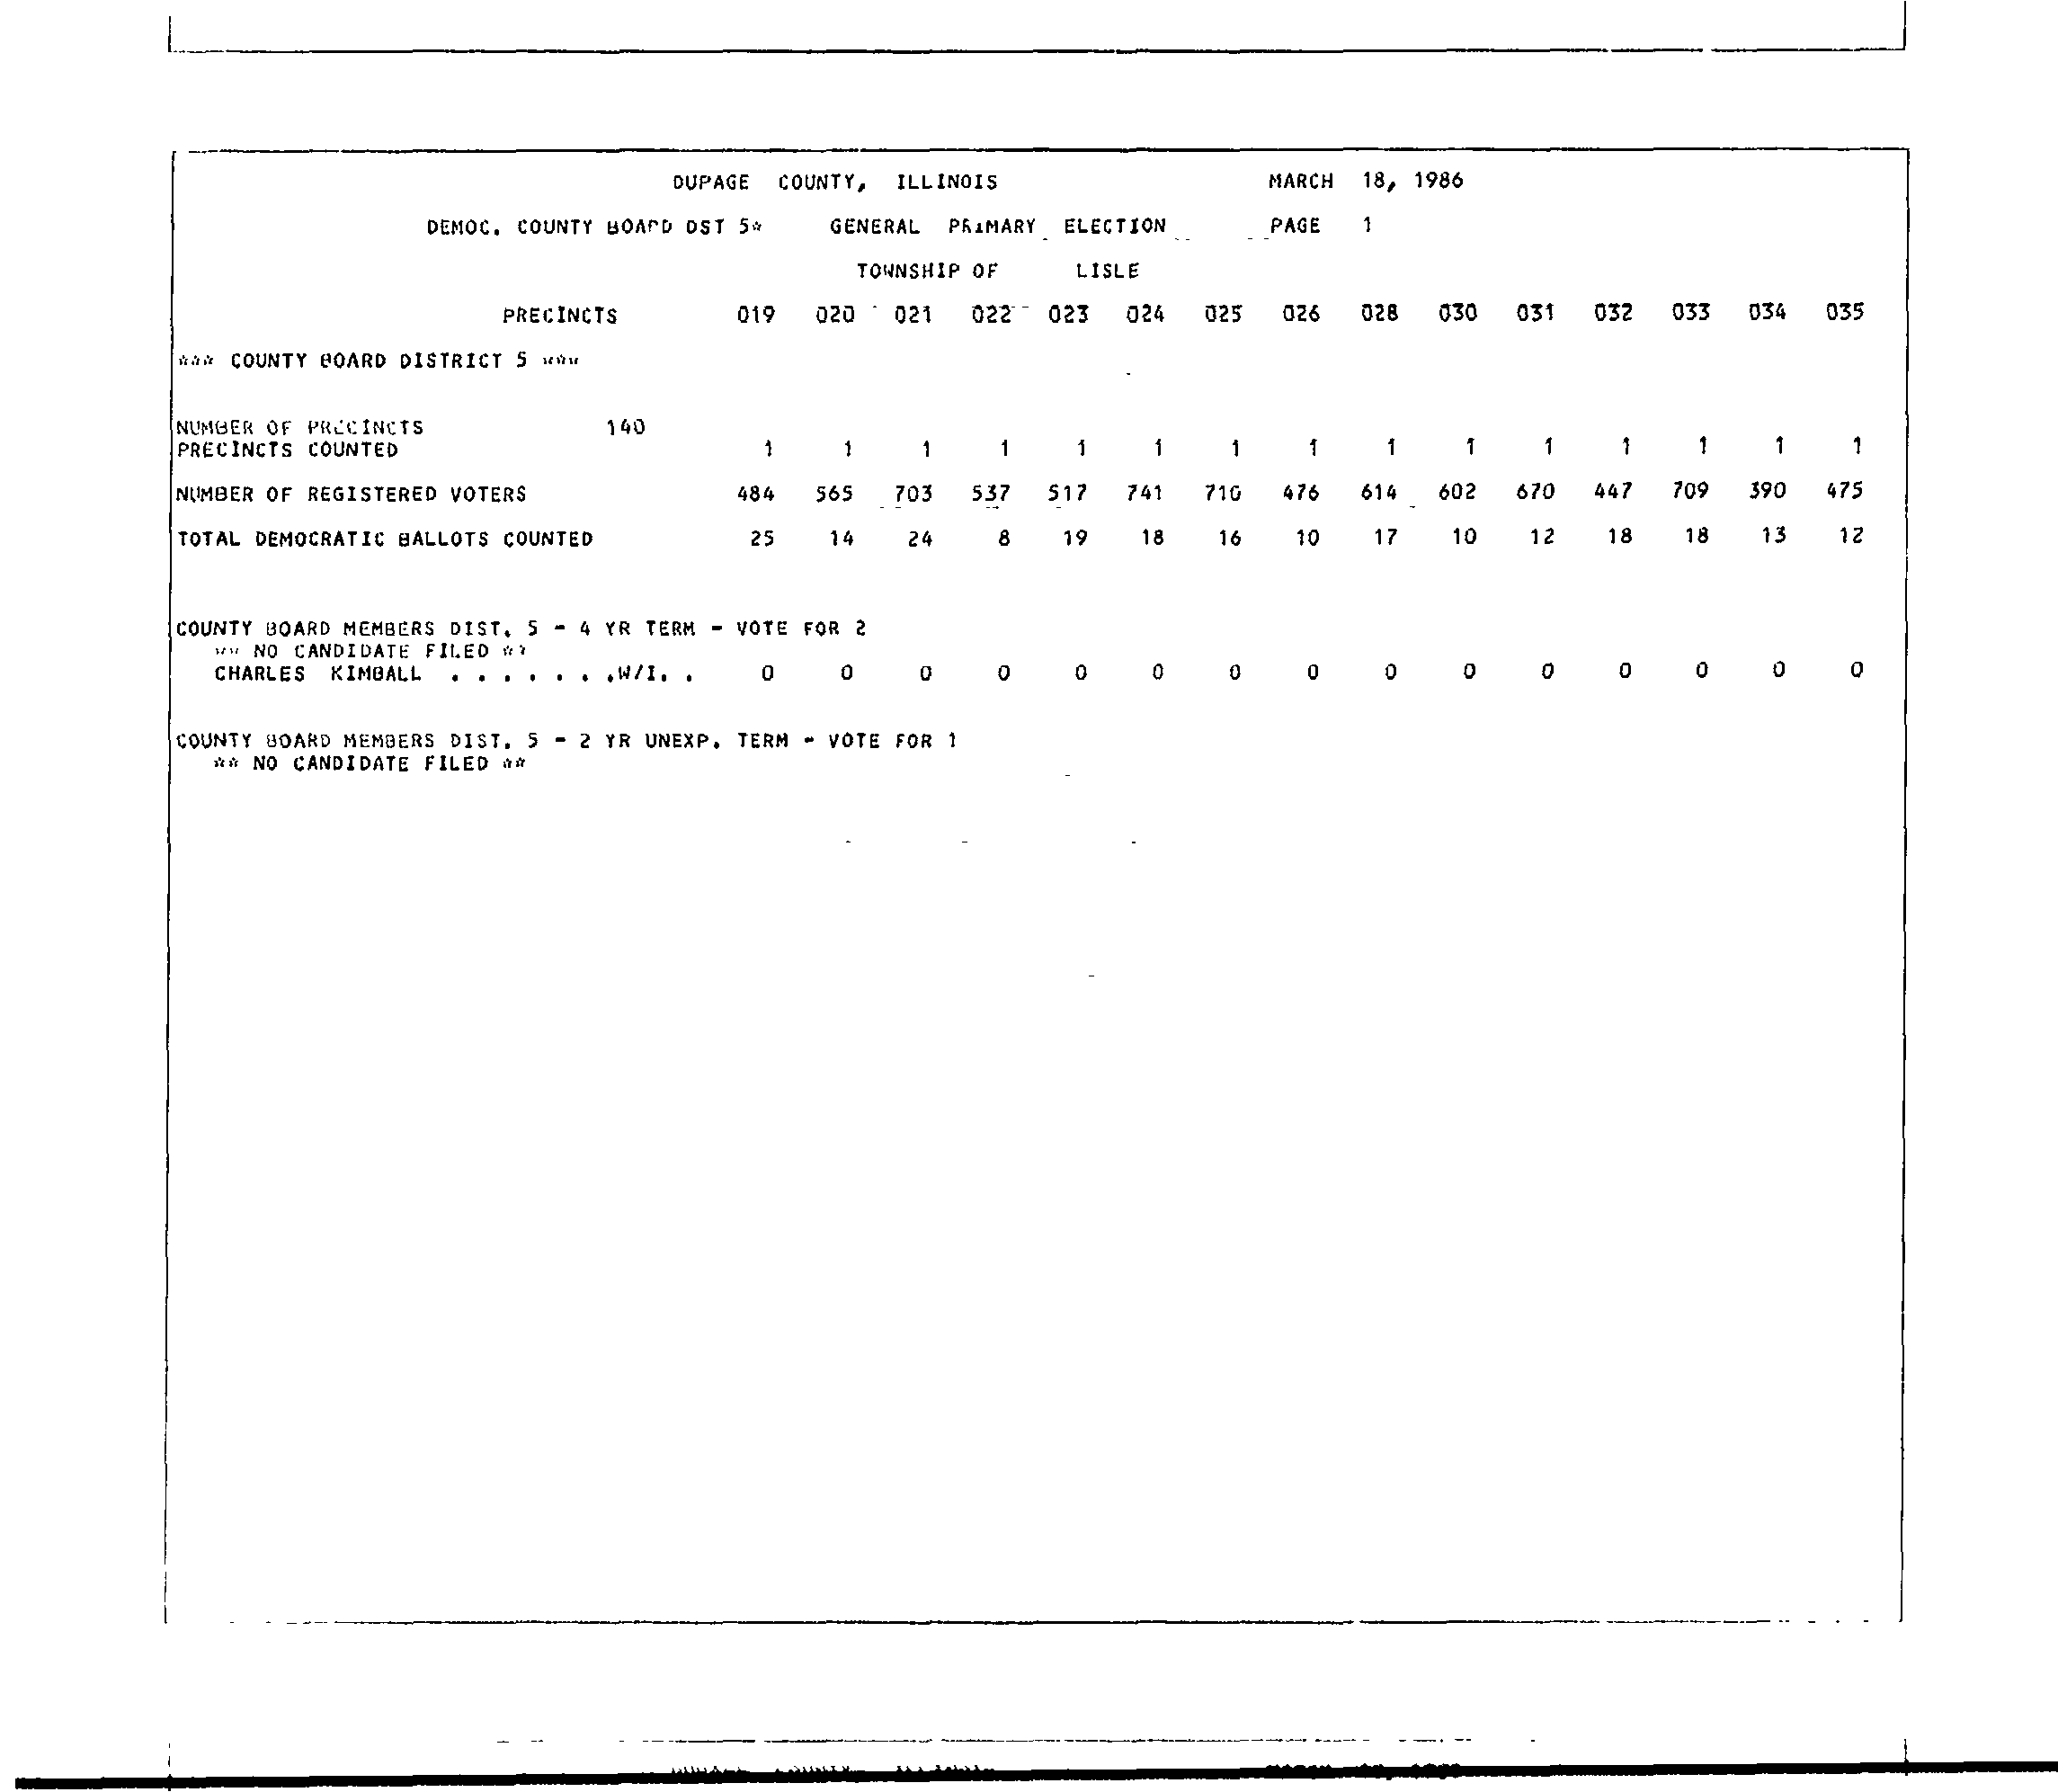 DUPAGE COUNTY, ILLINOIS MARCH 18, 1986
DEMOC. COUNTY BOARD DST 5* GENERAL PRIMARY ELECTION PAGE 1
TOWNSHIP OF LISLE
PRECINCTS 019 020 021 022 023 024 025 026 028 030 031 032 033 034 035
*** COUNTY BOARD DISTRICT 5 ***
NUMBER OF PRECINCTS 140
PRECINCTS COUNTED 1 1 1 1 1 1 1 1 1 1 1 1 1 1 1
NUMBER OF REGISTERED VOTERS 484 565 703 537 517 741 710 476 614 602 670 447 709 390 475
TOTAL DEMOCRATIC BALLOTS COUNTED 25 14 24 8 19 18 16 10 17 10 12 18 18 13 12
COUNTY BOARD MEMBERS DIST. 5 - 4 YR TERM - VOTE FOR 2
** NO CANDIDATE FILED **
CHARLES KIMBALL . . . . . . .W/I. . 0 0 0 0 0 0 0 0 0 0 0 0 0 0 0
COUNTY BOARD MEMBERS DIST. 5 - 2 YR UNEXP. TERM - VOTE FOR 1
** NO CANDIDATE FILED **